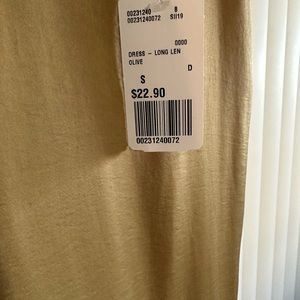 00231240 8
00231240072 SII19
0000
DRESS – LONG LEN
OLIVE
S D
$22.90
00231240072